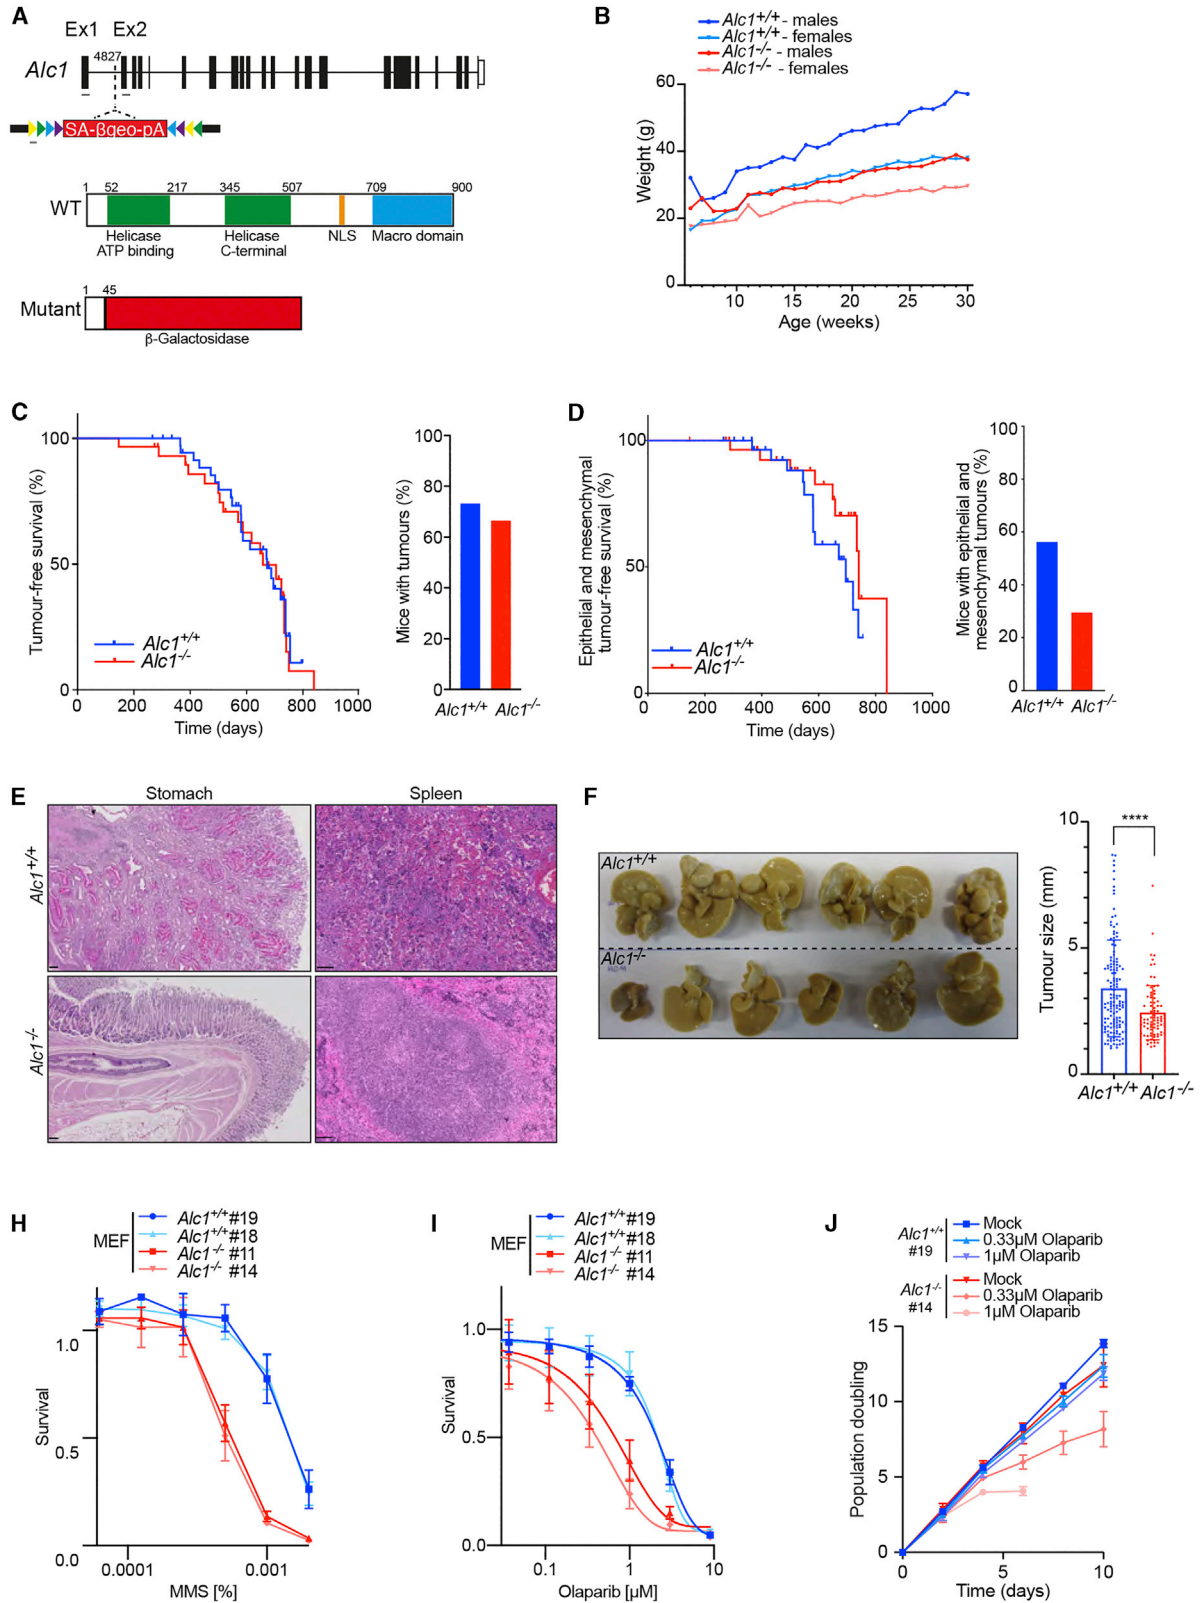 A
Ex1 Ex2
4827
Alc1
SA-βgeo-pA
1 52 217 345 507 709 900
WT
Helicase
ATP binding
Helicase
C-terminal
NLS
Macro domain
1 45
Mutant
β-Galactosidase
B
Alc1+/+ - males
Alc1+/+ - females
Alc1-/- - males
Alc1-/- - females
Weight (g)
60
40
20
0
10 15 20 25 30
Age (weeks)
C
Tumour-free survival (%)
100
50
0
Alc1+/+
Alc1-/-
0 200 400 600 800 1000
Time (days)
Mice with tumours (%)
100
80
60
40
20
0
Alc1+/+ Alc1-/-
D
Epithelial and mesenchymal
tumour-free survival (%)
100
50
0
Alc1+/+
Alc1-/-
0 200 400 600 800 1000
Time (days)
Mice with epithelial and
mesenchymal tumours (%)
100
80
60
40
20
0
Alc1+/+ Alc1-/-
E
Stomach Spleen
Alc1+/+
Alc1-/-
F
Alc1+/+
Alc1-/-
Tumour size (mm)
10
5
0
****
Alc1+/+ Alc1-/-
H
MEF
Alc1+/+#19
Alc1+/+#18
Alc1-/- #11
Alc1-/- #14
Survival
1.0
0.5
0.0
0.0001 0.001
MMS [%]
I
MEF
Alc1+/+#19
Alc1+/+#18
Alc1-/- #11
Alc1-/- #14
Survival
1.0
0.5
0.0
0.1 1 10
Olaparib [µM]
J
Alc1+/+
#19
Mock
0.33µM Olaparib
1µM Olaparib
Alc1-/-
#14
Mock
0.33µM Olaparib
1µM Olaparib
Population doubling
15
10
5
0
0 5 10
Time (days)